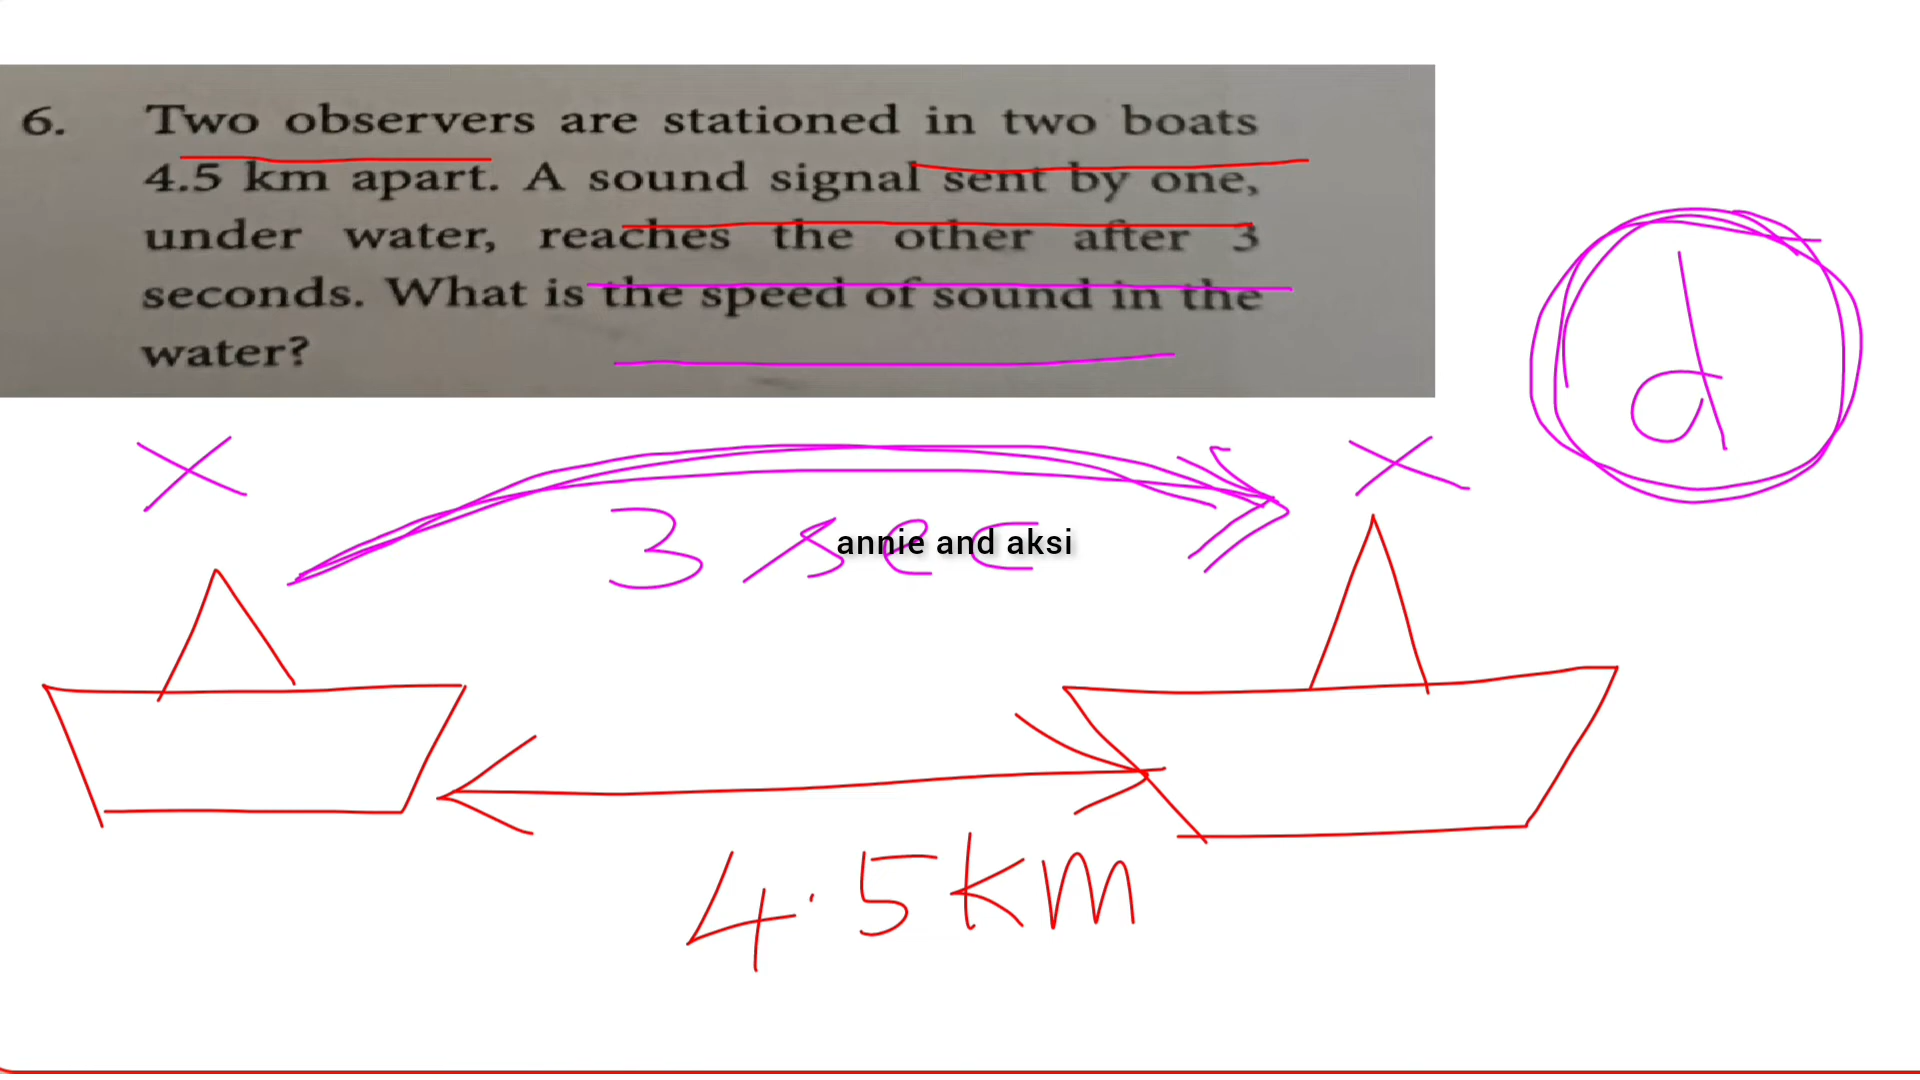 6. Two observers are stationed in two boats
4.5 km apart. A sound signal sent by one,
under water, reaches the other after 3
seconds. What is the speed of sound in the
water?
d
3 sec
annie and aksi
4.5km